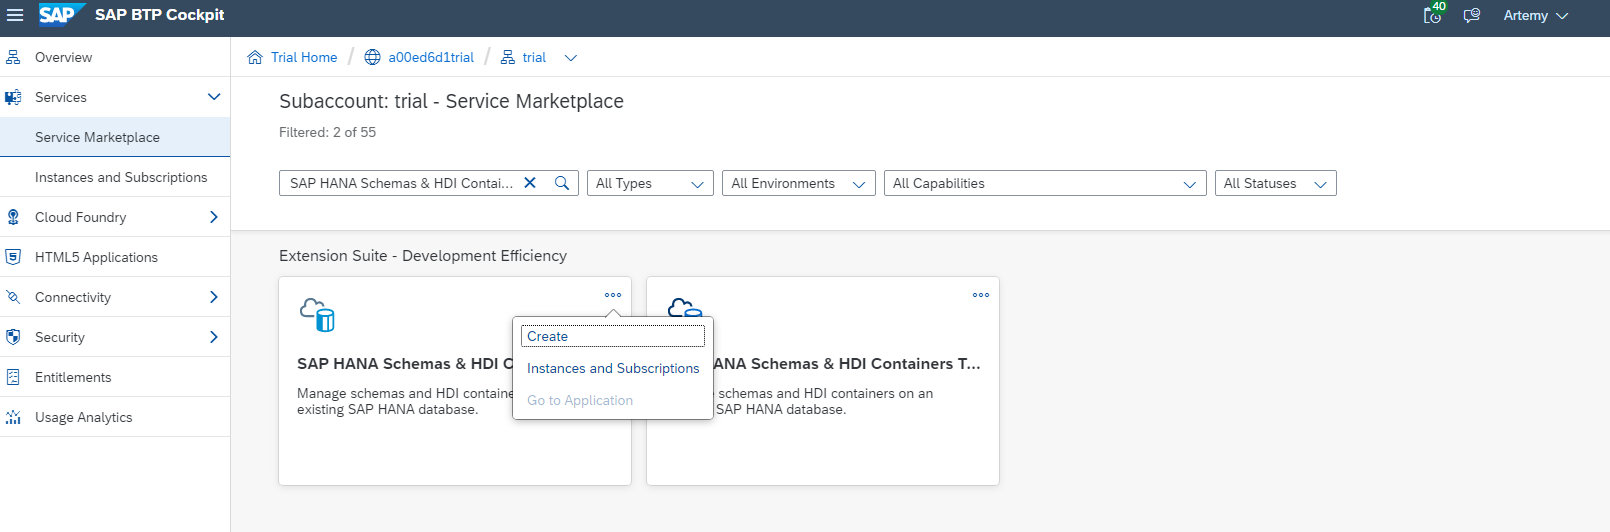 SAP SAP BTP Cockpit 40 Artemy
Overview
Services
Service Marketplace
Instances and Subscriptions
Cloud Foundry
HTML5 Applications
Connectivity
Security
Entitlements
Usage Analytics
Trial Home / a00ed6d1trial / trial
Subaccount: trial - Service Marketplace
Filtered: 2 of 55
SAP HANA Schemas & HDI Contai... All Types All Environments All Capabilities All Statuses
Extension Suite - Development Efficiency
SAP HANA Schemas & HDI C
Manage schemas and HDI containe
existing SAP HANA database.
Create
Instances and Subscriptions
Go to Application
ANA Schemas & HDI Containers T...
schemas and HDI containers on an
SAP HANA database.